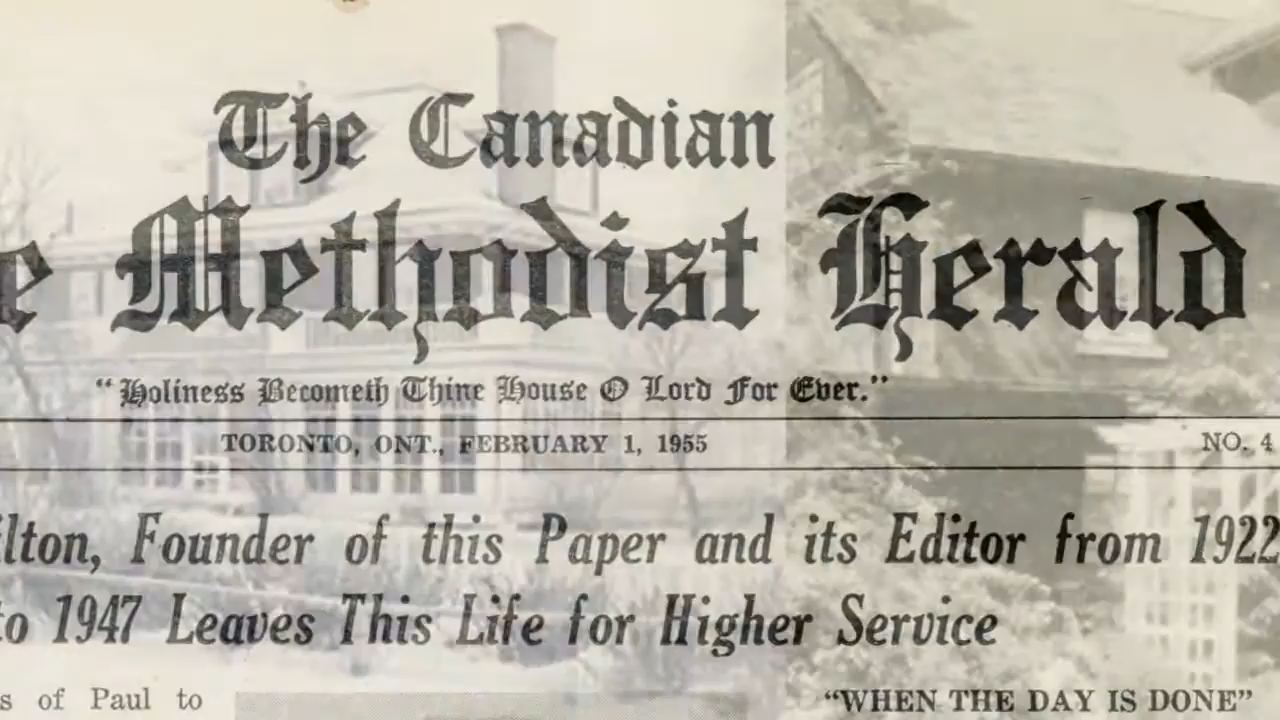 The Canadian
e Methodist Herald
"Holiness Becometh Thine House O Lord For Ever."
TORONTO, ONT., FEBRUARY 1, 1955
NO. 4
ilton, Founder of this Paper and its Editor from 1922
to 1947 Leaves This Life for Higher Service
s of Paul to
"WHEN THE DAY IS DONE"